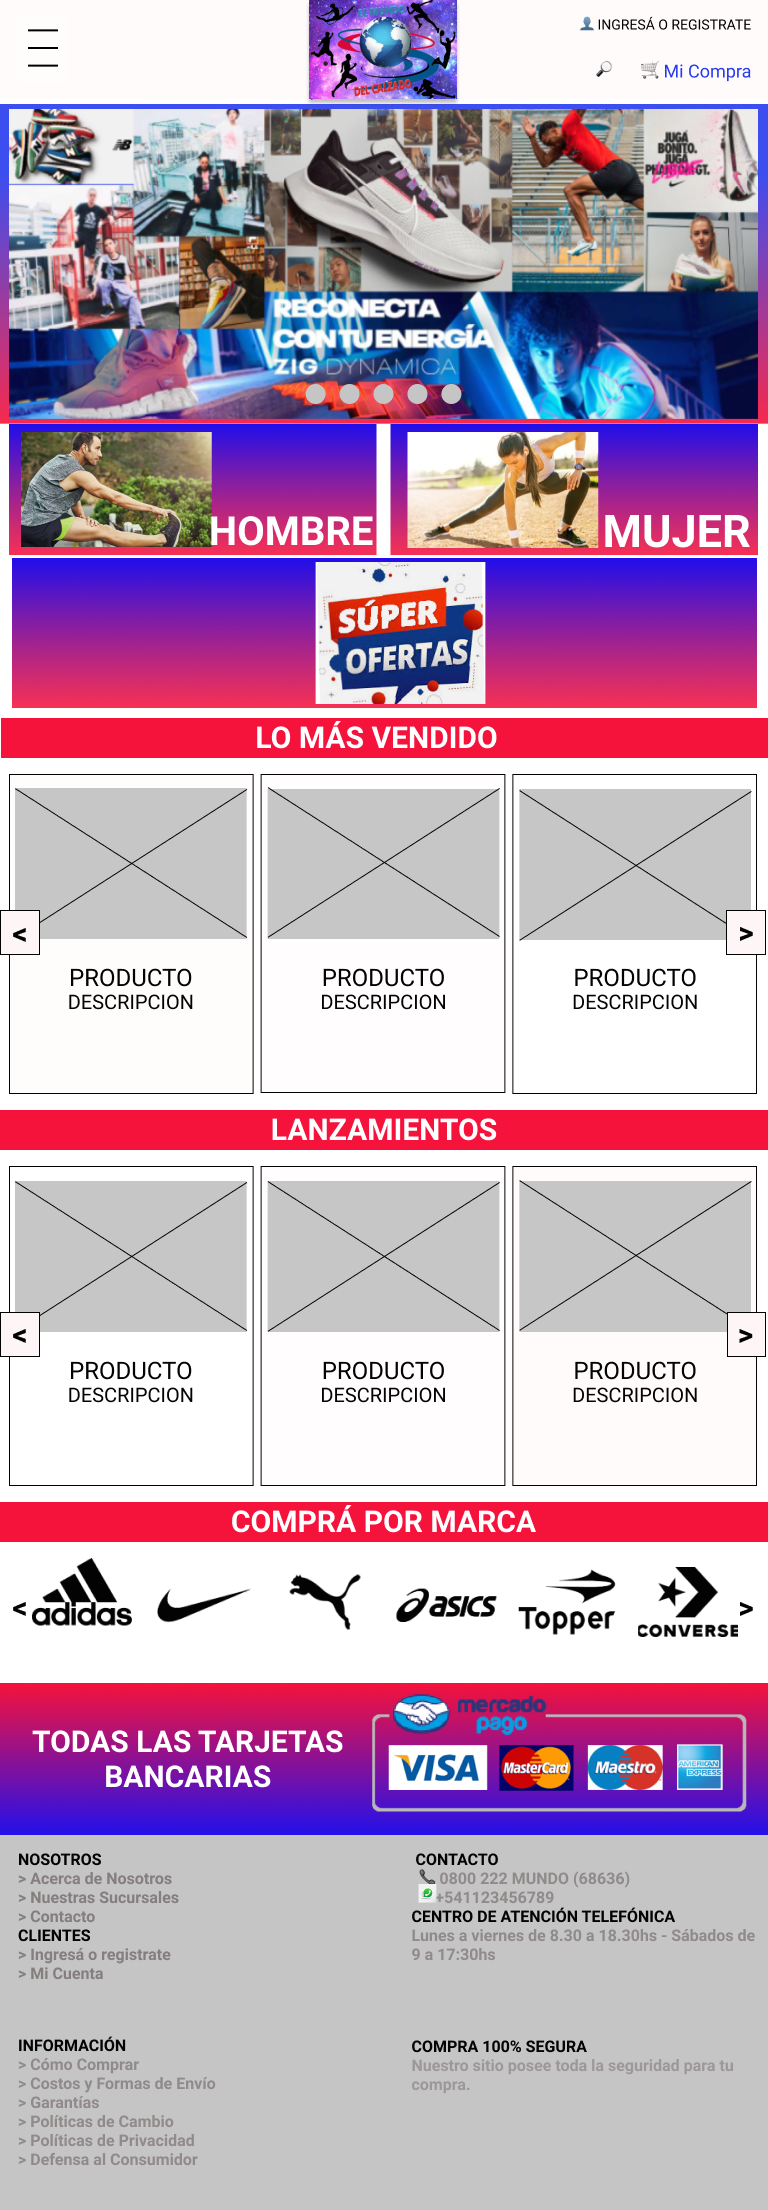 EL MUNDO
DEL CALZADO
INGRESÁ O REGISTRATE
Mi Compra
JUGÁ
BONITO.
JUGÁ
RECONECTA
CON TU ENERGÍA
ZIG DYNAMICA
HOMBRE
MUJER
SÚPER
OFERTAS
LO MÁS VENDIDO
< >
PRODUCTO PRODUCTO PRODUCTO
DESCRIPCION DESCRIPCION DESCRIPCION
LANZAMIENTOS
< >
PRODUCTO PRODUCTO PRODUCTO
DESCRIPCION DESCRIPCION DESCRIPCION
COMPRÁ POR MARCA
< adidas asics Topper CONVERSE >
TODAS LAS TARJETAS
BANCARIAS
mercado
pago
VISA MasterCard Maestro AMERICAN EXPRESS
NOSOTROS
> Acerca de Nosotros
> Nuestras Sucursales
> Contacto
CLIENTES
> Ingresá o registrate
> Mi Cuenta
CONTACTO
0800 222 MUNDO (68636)
+541123456789
CENTRO DE ATENCIÓN TELEFÓNICA
Lunes a viernes de 8.30 a 18.30hs - Sábados de
9 a 17:30hs
INFORMACIÓN
> Cómo Comprar
> Costos y Formas de Envío
> Garantías
> Políticas de Cambio
> Políticas de Privacidad
> Defensa al Consumidor
COMPRA 100% SEGURA
Nuestro sitio posee toda la seguridad para tu
compra.